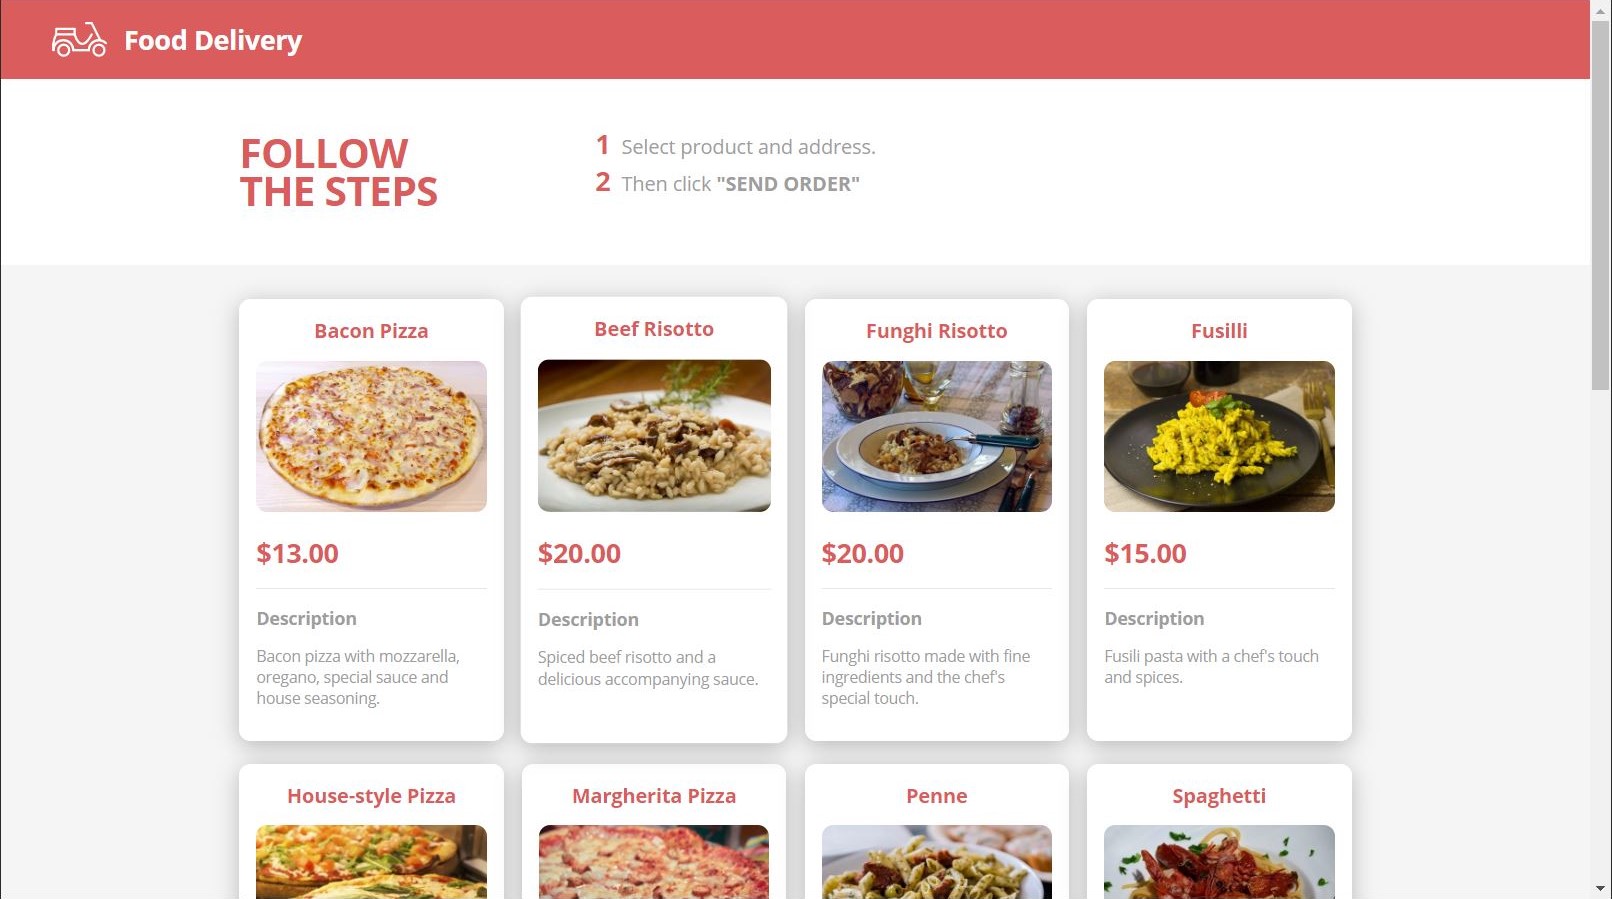 Food Delivery
FOLLOW
THE STEPS
1 Select product and address.
2 Then click "SEND ORDER"
Bacon Pizza
$13.00
Description
Bacon pizza with mozzarella,
oregano, special sauce and
house seasoning.
Beef Risotto
$20.00
Description
Spiced beef risotto and a
delicious accompanying sauce.
Funghi Risotto
$20.00
Description
Funghi risotto made with fine
ingredients and the chef's
special touch.
Fusilli
$15.00
Description
Fusili pasta with a chef's touch
and spices.
House-style Pizza
Margherita Pizza
Penne
Spaghetti